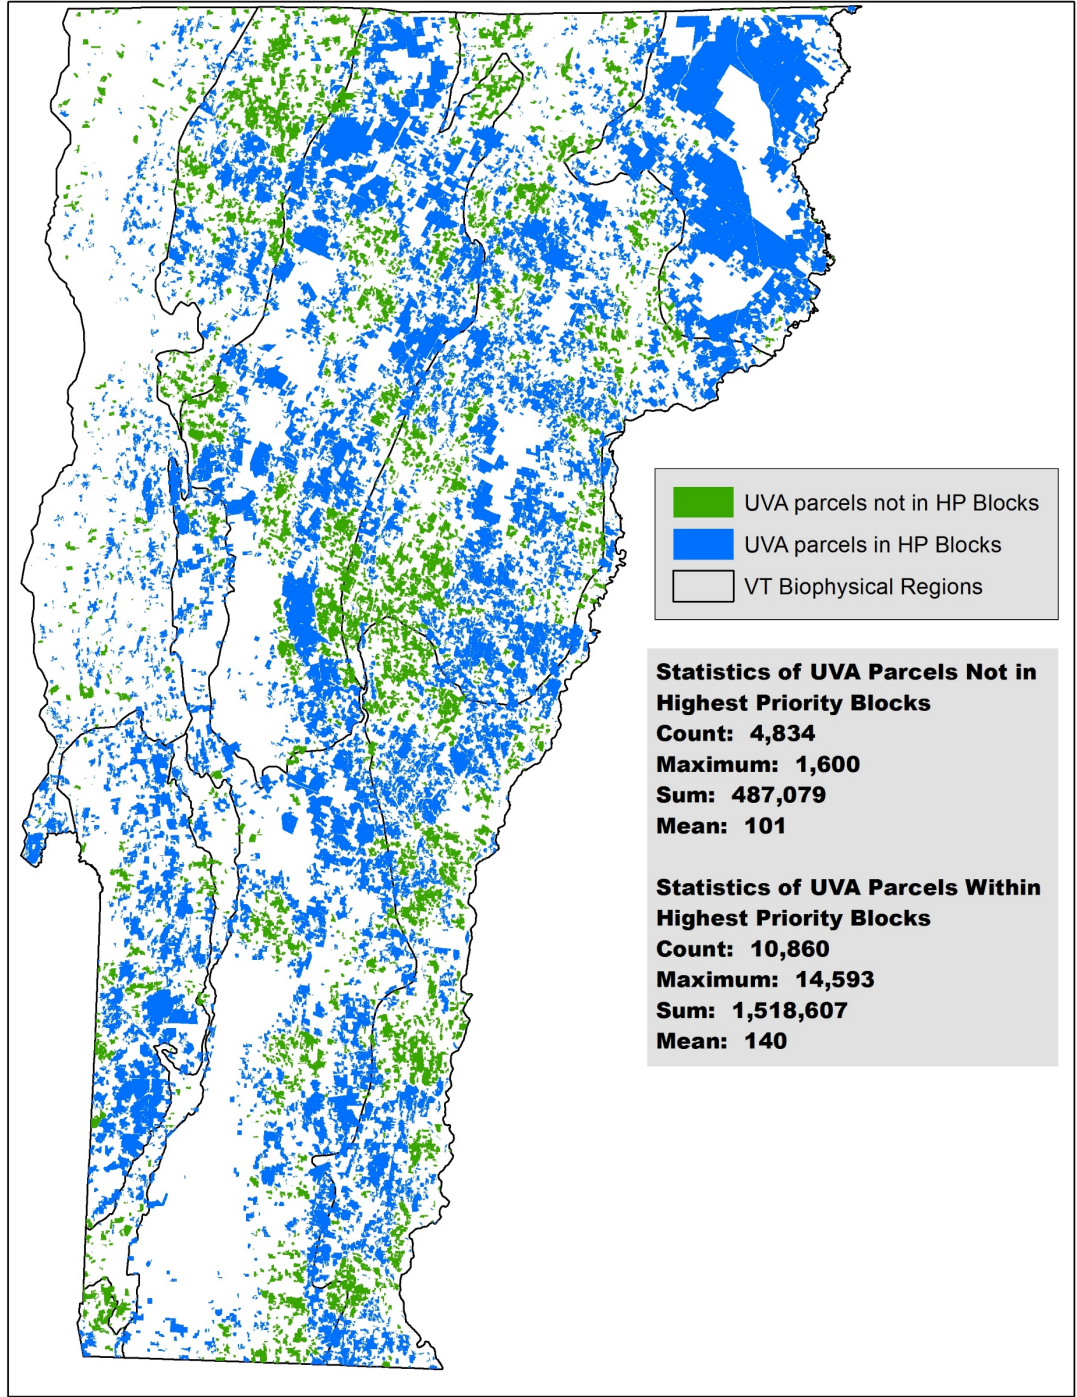 UVA parcels not in HP Blocks
UVA parcels in HP Blocks
VT Biophysical Regions
Statistics of UVA Parcels Not in
Highest Priority Blocks
Count: 4,834
Maximum: 1,600
Sum: 487,079
Mean: 101
Statistics of UVA Parcels Within
Highest Priority Blocks
Count: 10,860
Maximum: 14,593
Sum: 1,518,607
Mean: 140